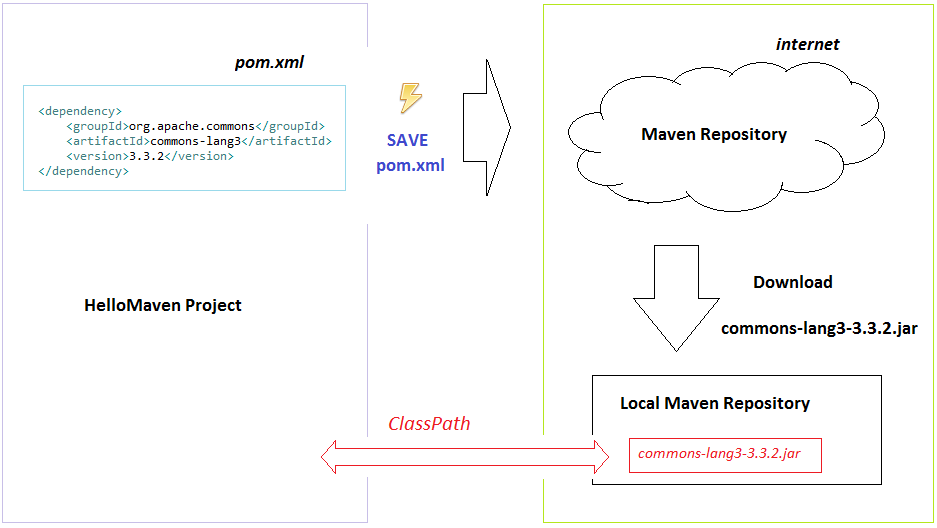 pom.xml
<dependency>
<groupId>org.apache.commons</groupId>
<artifactId>commons-lang3</artifactId>
<version>3.3.2</version>
</dependency>
SAVE
pom.xml
HelloMaven Project
internet
Maven Repository
Download
commons-lang3-3.3.2.jar
Local Maven Repository
commons-lang3-3.3.2.jar
ClassPath